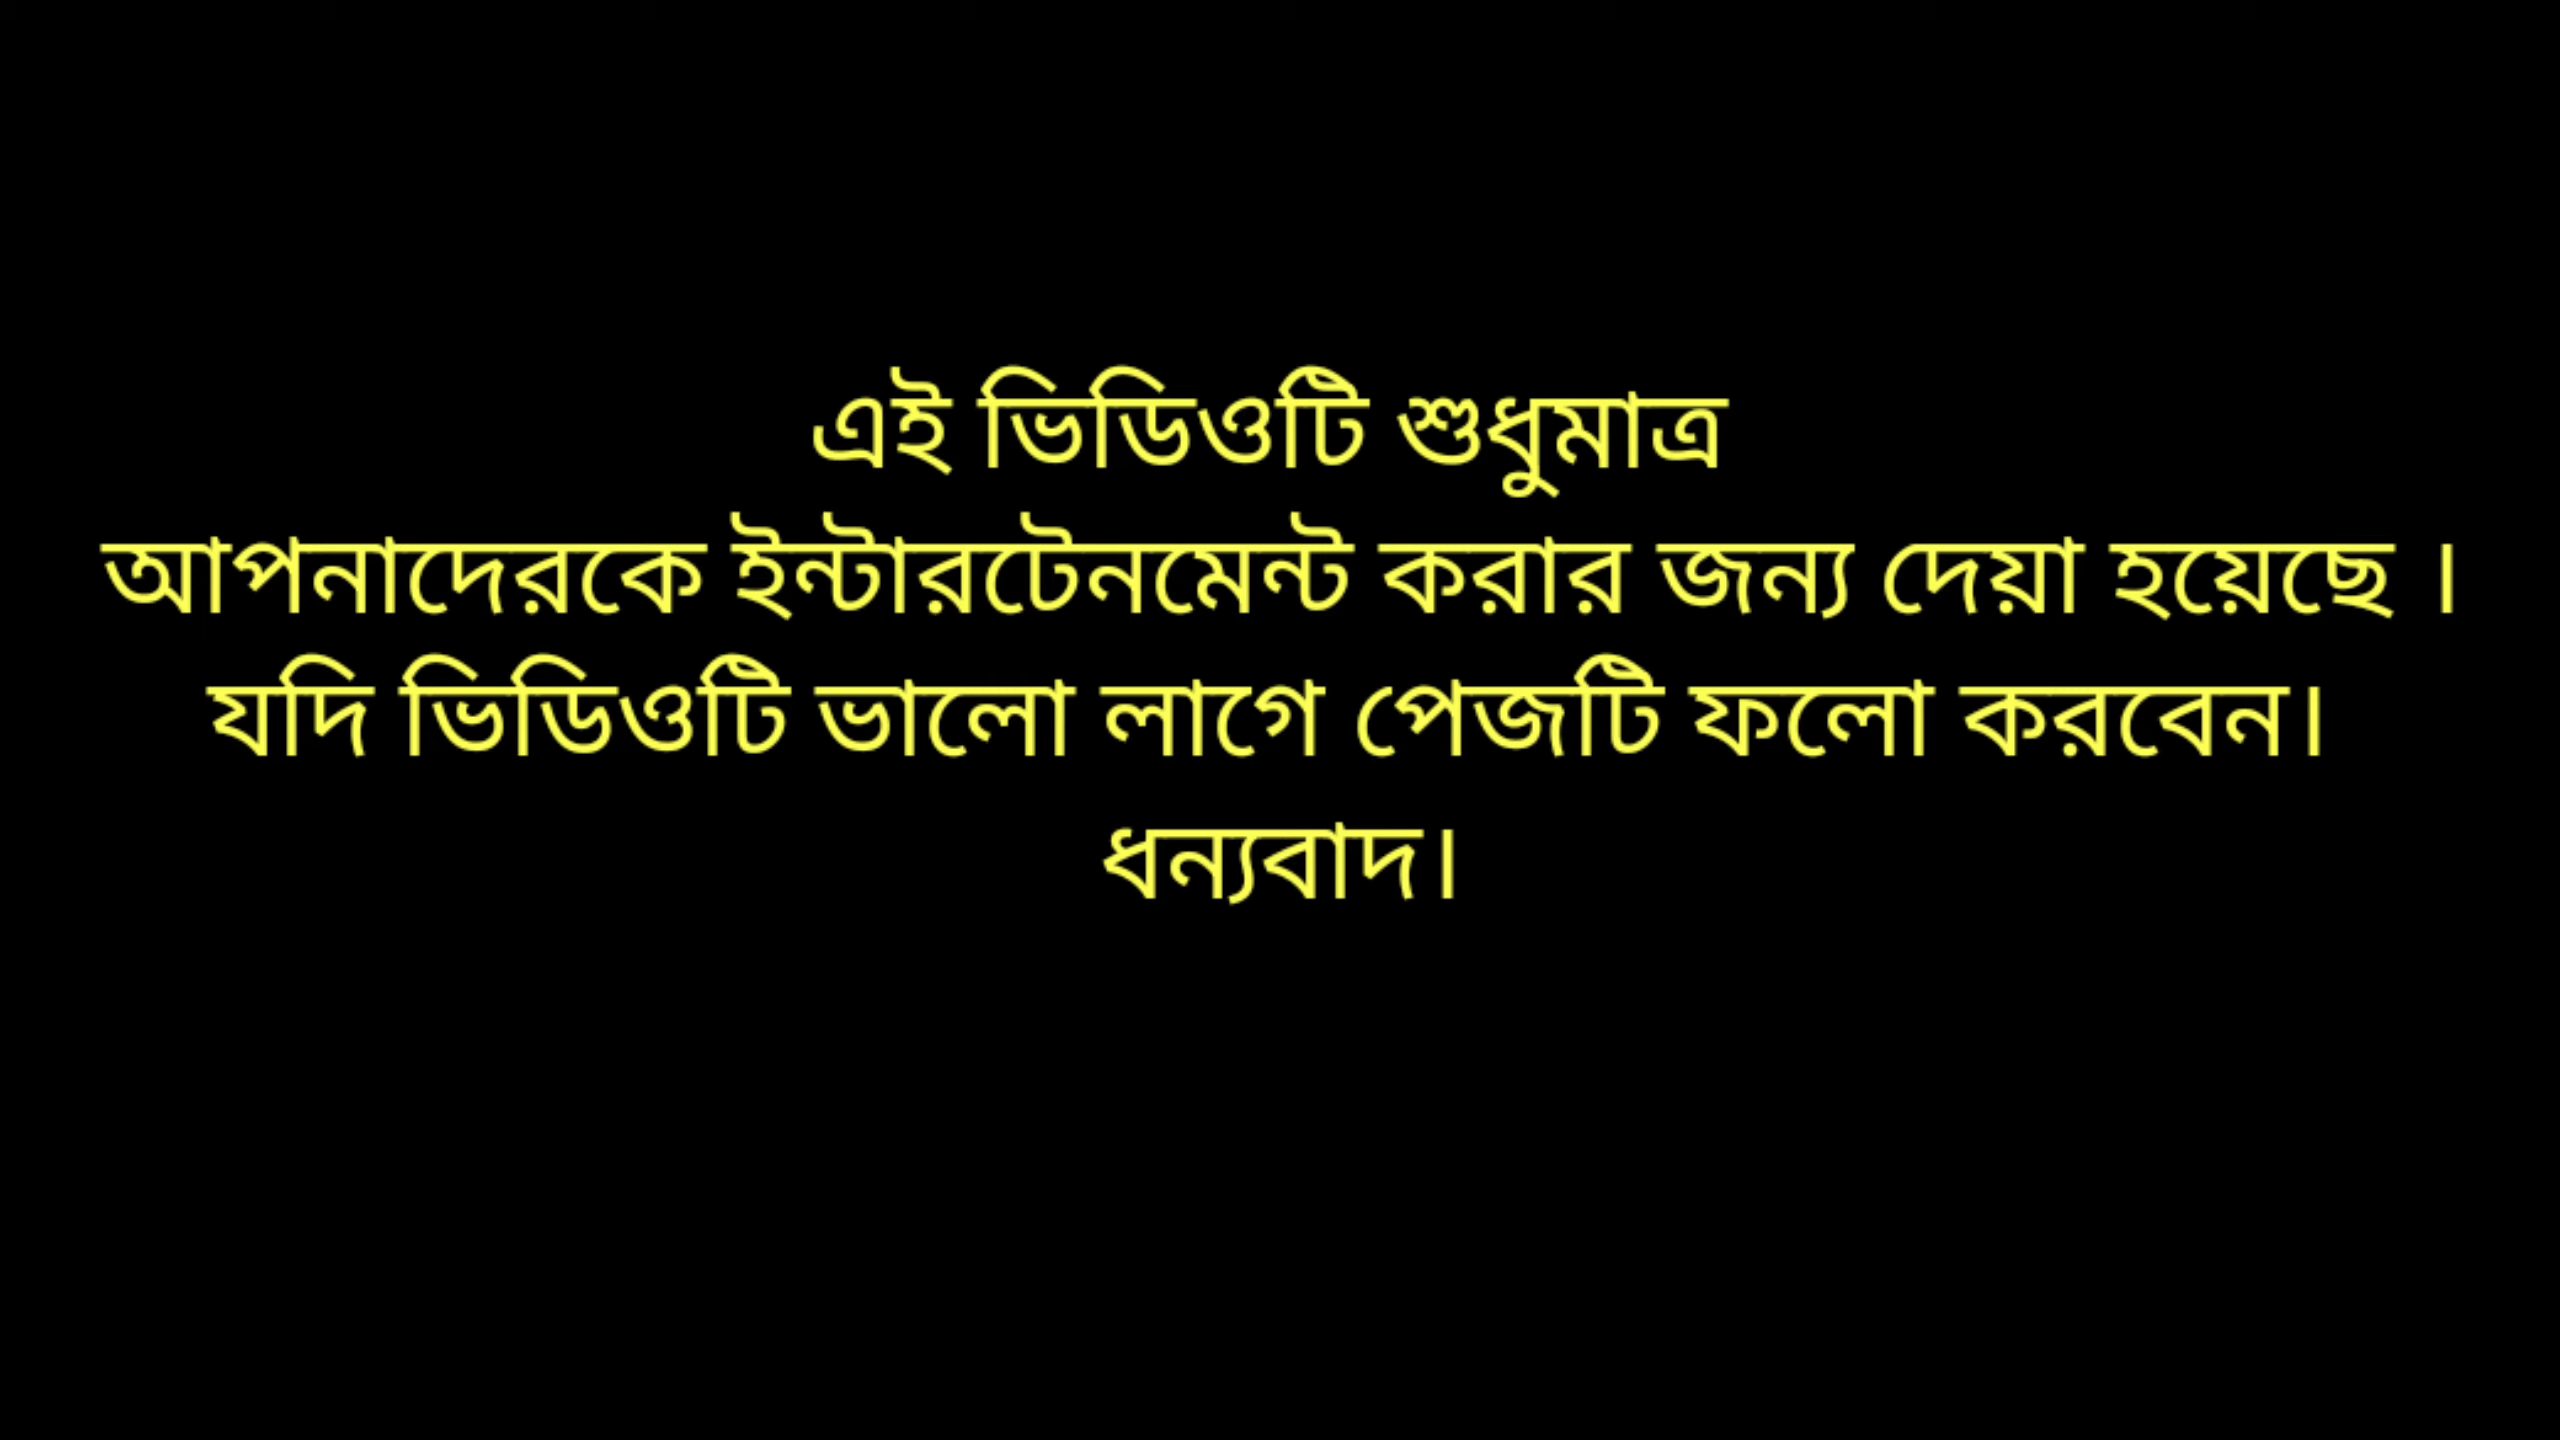 এই ভিডিওটি শুধুমাত্র
আপনাদেরকে ইন্টারটেনমেন্ট করার জন্য দেয়া হয়েছে ।
যদি ভিডিওটি ভালো লাগে পেজটি ফলো করবেন।
ধন্যবাদ।